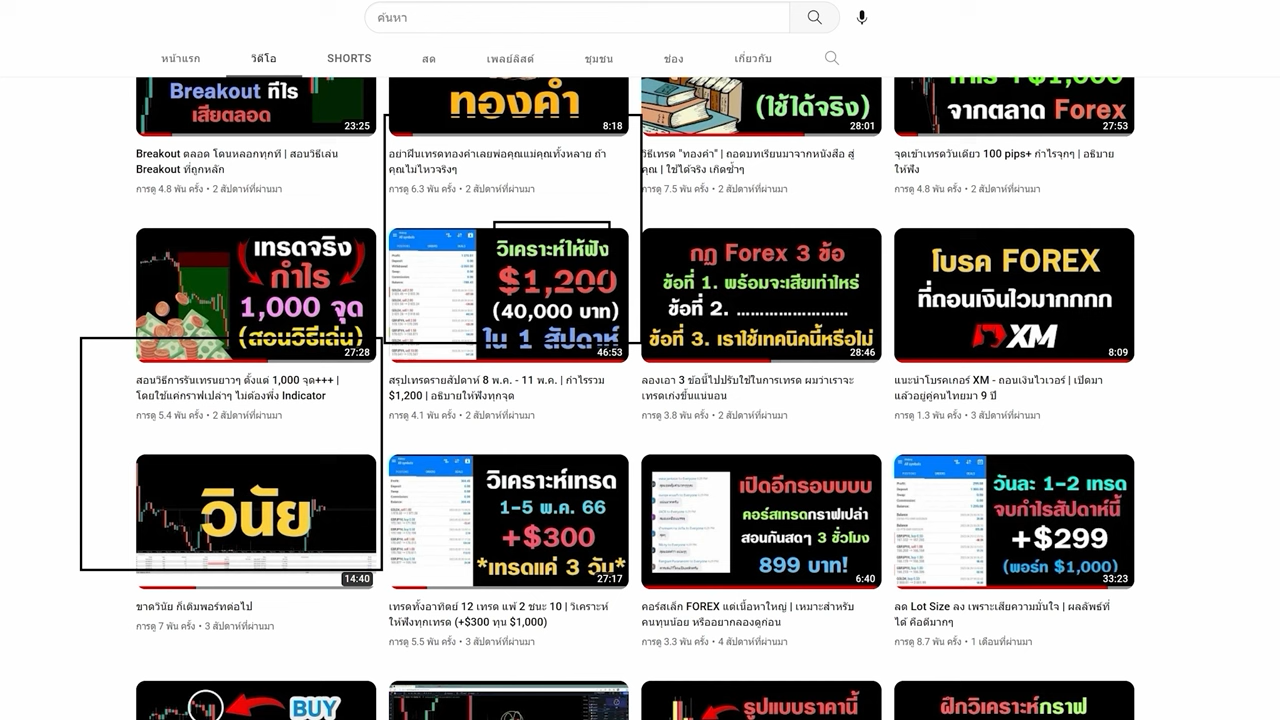 ค้นหา
หน้าแรก
วิดีโอ
SHORTS
สด
เพลย์ลิสต์
ชุมชน
ช่อง
เกี่ยวกับ
Breakout ทีไร
เสียตลอด
23:25
ทองคำ
8:18
(ใช้ได้จริง)
28:01
กำไร +$1,000
จากตลาด Forex
27:53
Breakout ตลอด โดนหลอกทุกที | สอนวิธีเล่น
Breakout ที่ถูกหลัก
การดู 4.8 พัน ครั้ง • 2 สัปดาห์ที่ผ่านมา
อย่าฝืนเทรดทองคำเลยพ่อคุณแม่คุณทั้งหลาย ถ้า
คุณไม่ไหวจริงๆ
การดู 6.3 พัน ครั้ง • 2 สัปดาห์ที่ผ่านมา
วิธีเทรด "ทองคำ" | ถอดบทเรียนมาจากหนังสือ สู่
คุณ | ใช้ได้จริง เกิดซ้ำๆ
การดู 7.5 พัน ครั้ง • 2 สัปดาห์ที่ผ่านมา
จุดเข้าเทรดวันเดียว 100 pips+ กำไรจุกๆ | อธิบาย
ให้ฟัง
การดู 4.8 พัน ครั้ง • 2 สัปดาห์ที่ผ่านมา
เทรดจริง
กำไร
1,000 จุด
(สอนวิธีเล่น)
27:28
วิเคราะห์ให้ฟัง
$1,200
(40,000 บาท)
ใน 1 สัปดาห์
46:53
กฎ Forex 3 ข้อ
ข้อที่ 1. พร้อมจะเสียเท่าไหร่
ข้อที่ 2. ........................
ข้อที่ 3. เราใช้เทคนิคนี้หรือไม่
28:46
โบรค FOREX
ที่ถอนเงินไวมากกกก
XM
8:09
สอนวิธีการรันเทรนยาวๆ ตั้งแต่ 1,000 จุด+++ |
โดยใช้แค่กราฟเปล่าๆ ไม่ต้องพึ่ง Indicator
การดู 5.4 พัน ครั้ง • 2 สัปดาห์ที่ผ่านมา
สรุปเทรดรายสัปดาห์ 8 พ.ค. - 11 พ.ค. | กำไรรวม
$1,200 | อธิบายให้ฟังทุกจุด
การดู 4.1 พัน ครั้ง • 2 สัปดาห์ที่ผ่านมา
ลองเอา 3 ข้อนี้ไปปรับใช้ในการเทรด ผมว่าเราจะ
เทรดเก่งขึ้นแน่นอน
การดู 3.8 พัน ครั้ง • 2 สัปดาห์ที่ผ่านมา
แนะนำโบรคเกอร์ XM - ถอนเงินไวเวอร์ | เปิดมา
แล้วอยู่คู่คนไทยมา 9 ปี
การดู 1.3 พัน ครั้ง • 3 สัปดาห์ที่ผ่านมา
วินัย
14:40
วิเคราะห์เทรด
1-5 พ.ค. 66
+$300
*เทรดแค่ 3 วัน*
27:17
เปิดอีกรอบบบบ
คอร์สเทรดกราฟเปล่า
สอนกันสดๆ 3 ชั่วโมง
899 บาท!
6:40
วันละ 1-2 เทรด
จบกำไรสัปดาห์นี้
+$299
(พอร์ท $1,000)
33:23
ขาดวินัย ก็เติมพอร์ทต่อไป
การดู 7 พัน ครั้ง • 3 สัปดาห์ที่ผ่านมา
เทรดทั้งอาทิตย์ 12 เทรด แพ้ 2 ชนะ 10 | วิเคราะห์
ให้ฟังทุกเทรด (+$300 ทุน $1,000)
การดู 5.5 พัน ครั้ง • 3 สัปดาห์ที่ผ่านมา
คอร์สเล็ก FOREX แต่เนื้อหาใหญ่ | เหมาะสำหรับ
คนทุนน้อย หรืออยากลองดูก่อน
การดู 3.3 พัน ครั้ง • 4 สัปดาห์ที่ผ่านมา
ลด Lot Size ลง เพราะเสียความมั่นใจ | ผลลัพธ์ที่
ได้ คือดีมากๆ
การดู 8.7 พัน ครั้ง • 1 เดือนที่ผ่านมา
BUY
รูปแบบราคานี้
ฝึกวิเคราะห์กราฟ